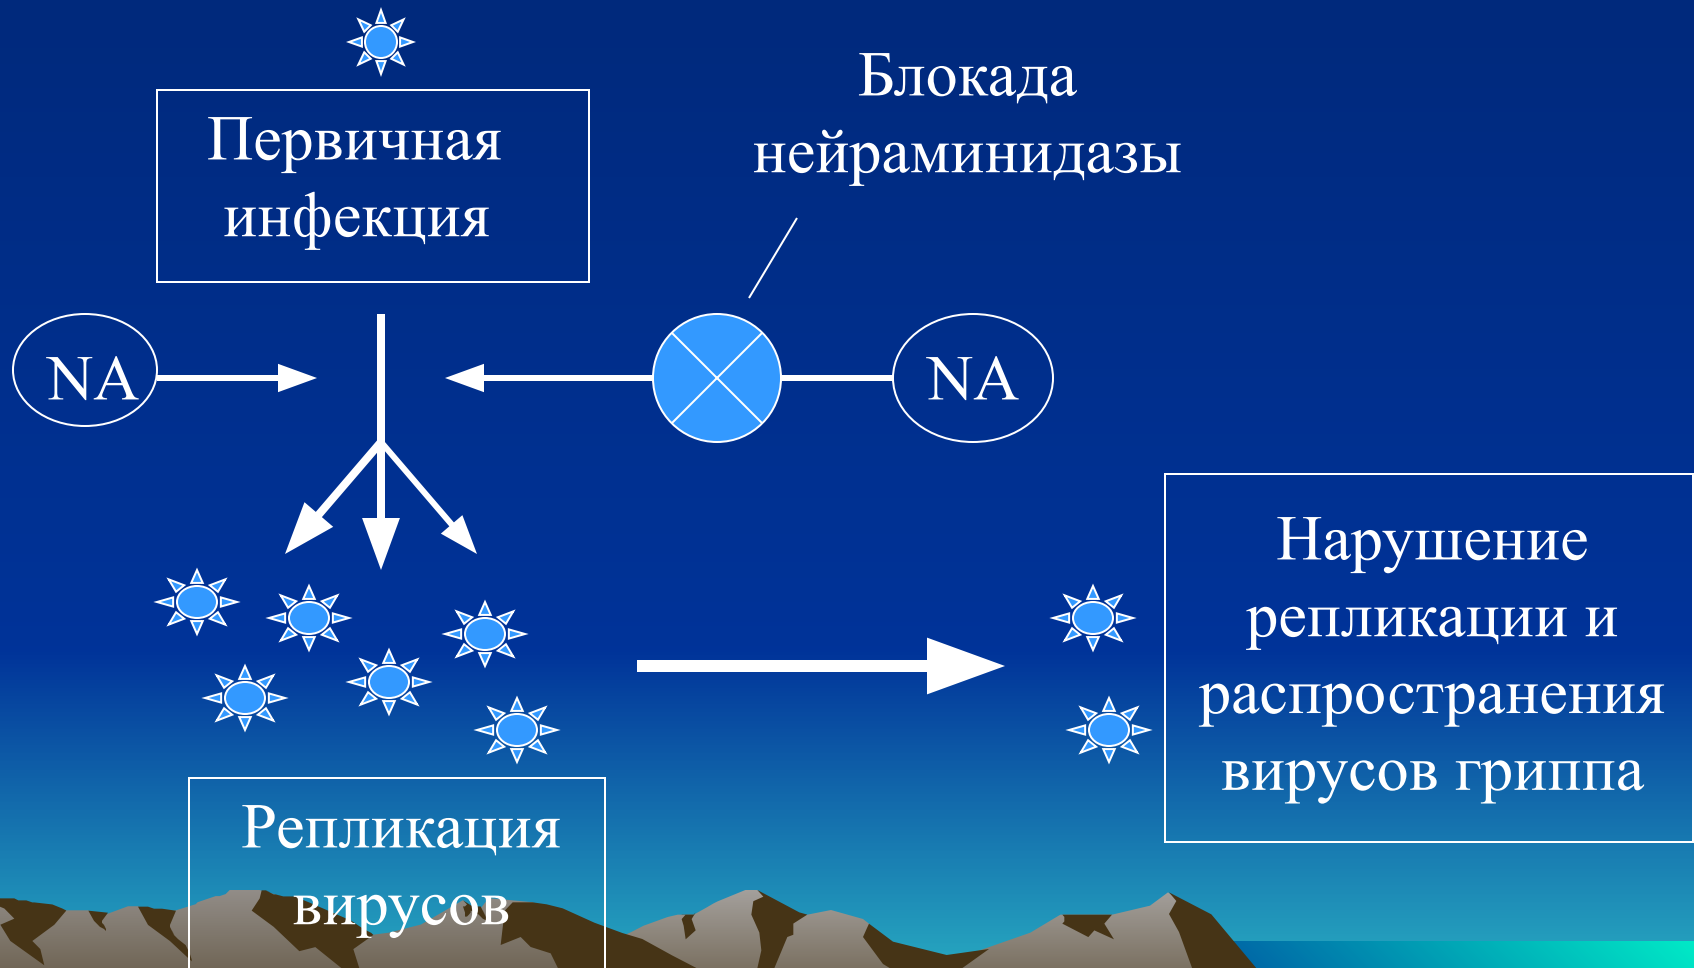 Первичная
инфекция
Блокада
нейраминидазы
NA
NA
Нарушение
репликации и
распространения
вирусов гриппа
Репликация
вирусов